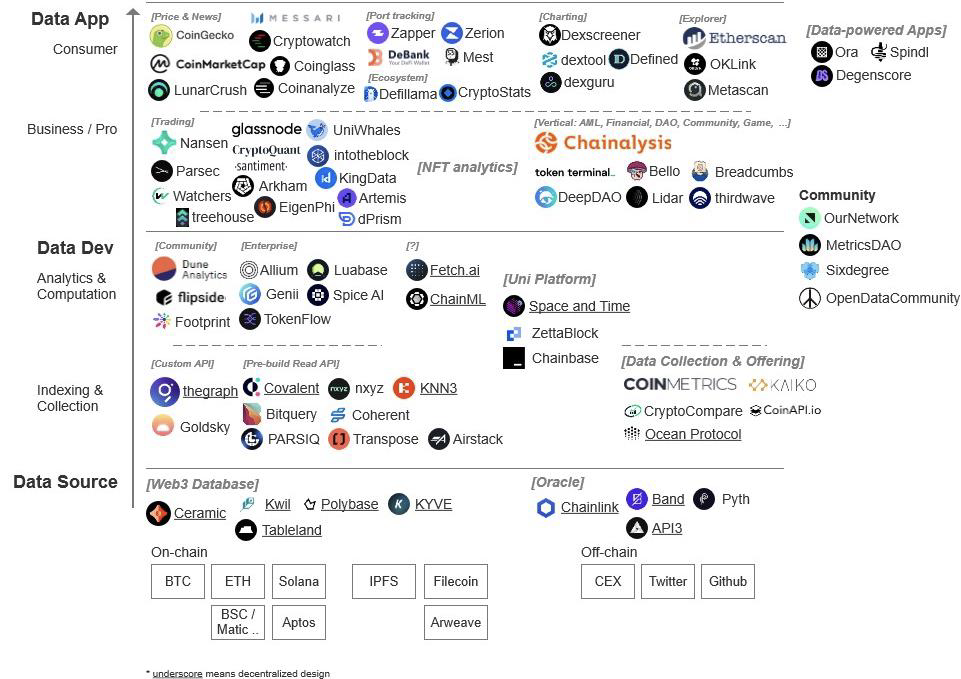 Data App
Consumer
[Price & News]
CoinGecko
MESSARI
Cryptowatch
CoinMarketCap
Coinglass
LunarCrush
Coinanalyze
[Port tracking]
Zapper
Zerion
DeBank
Your DeFi Wallet
Mest
[Ecosystem]
Defillama
CryptoStats
[Charting]
Dexscreener
dextool
Defined
dexguru
[Explorer]
Etherscan
OKLink
Metascan
[Data-powered Apps]
Ora
Spindl
Degenscore
Business / Pro
[Trading]
Nansen
glassnode
UniWhales
CryptoQuant
intotheblock
Parsec
·santiment·
KingData
Watchers
Arkham
Artemis
treehouse
EigenPhi
dPrism
[NFT analytics]
[Vertical: AML, Financial, DAO, Community, Game, ...]
Chainalysis
token terminal_
Bello
Breadcumbs
DeepDAO
Lidar
thirdwave
Community
OurNetwork
MetricsDAO
Sixdegree
OpenDataCommunity
Data Dev
Analytics &
Computation
[Community]
Dune
Analytics
flipside
Footprint
[Enterprise]
Allium
Luabase
Genii
Spice AI
TokenFlow
[?]
Fetch.ai
ChainML
[Uni Platform]
Space and Time
ZettaBlock
Chainbase
Indexing &
Collection
[Custom API]
thegraph
Goldsky
[Pre-build Read API]
Covalent
nxyz
nxyz
KNN3
Bitquery
Coherent
PARSIQ
Transpose
Airstack
[Data Collection & Offering]
COINMETRICS
KAIKO
CryptoCompare
CoinAPI.io
Ocean Protocol
Data Source
[Web3 Database]
Ceramic
Kwil
Polybase
KYVE
Tableland
[Oracle]
Chainlink
Band
Pyth
API3
On-chain
BTC
ETH
Solana
IPFS
Filecoin
BSC /
Matic ..
Aptos
Arweave
Off-chain
CEX
Twitter
Github
* underscore means decentralized design